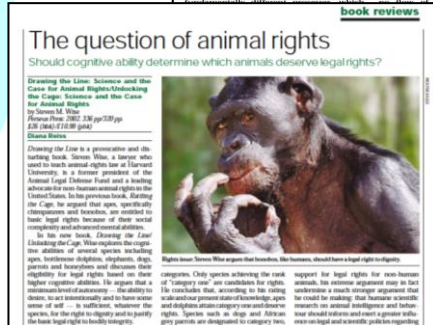 book reviews
The question of animal rights
Should cognitive ability determine which animals deserve legal rights?
Drawing the Line: Science and the
Case for Animal Rights/Unlocking
the Cage: Science and the Case
for Animal Rights
by Steven M. Wise
Perseus Press: 2002. 336 pp/320 pp.
Diana Reiss
Drawing the Line is a provocative and dis-
turbing book. Steven Wise, a lawyer who
used to teach animal-rights law at Harvard
University, is a former president of the
Animal Legal Defense Fund and a leading
advocate for non-human animal rights in the
United States. In his previous book, Rattling
the Cage, he argued that apes, specifically
chimpanzees and bonobos, are entitled to
basic legal rights because of their social
complexity and advanced mental abilities.
In his new book, Drawing the Line/
Unlocking the Cage, Wise explores the cogni-
tive abilities of several species including
apes, bottlenose dolphins, elephants, dogs,
parrots and honeybees and discusses their
eligibility for legal rights based on their
higher cognitive abilities. He argues that a
minimum level of autonomy — the ability to
desire, to act intentionally and to have some
sense of self — is sufficient, whatever the
species, for the right to dignity and to justify
the basic legal right to bodily integrity.
Rights issue: Steven Wise argues that bonobos, like humans, should have a legal right to dignity.
categories. Only species achieving the rank
of "category one" are candidates for rights.
He concludes that, according to his rating
scale and our present state of knowledge, apes
and dolphins attain category one and deserve
rights. Species such as dogs and African
grey parrots are designated to category two,
support for legal rights for non-human
animals, his extreme argument may in fact
undermine a much stronger argument that
he could be making: that humane scientific
research on animal intelligence and behav-
iour should and must exert a greater influ-
ence on legal and scientific policies regarding